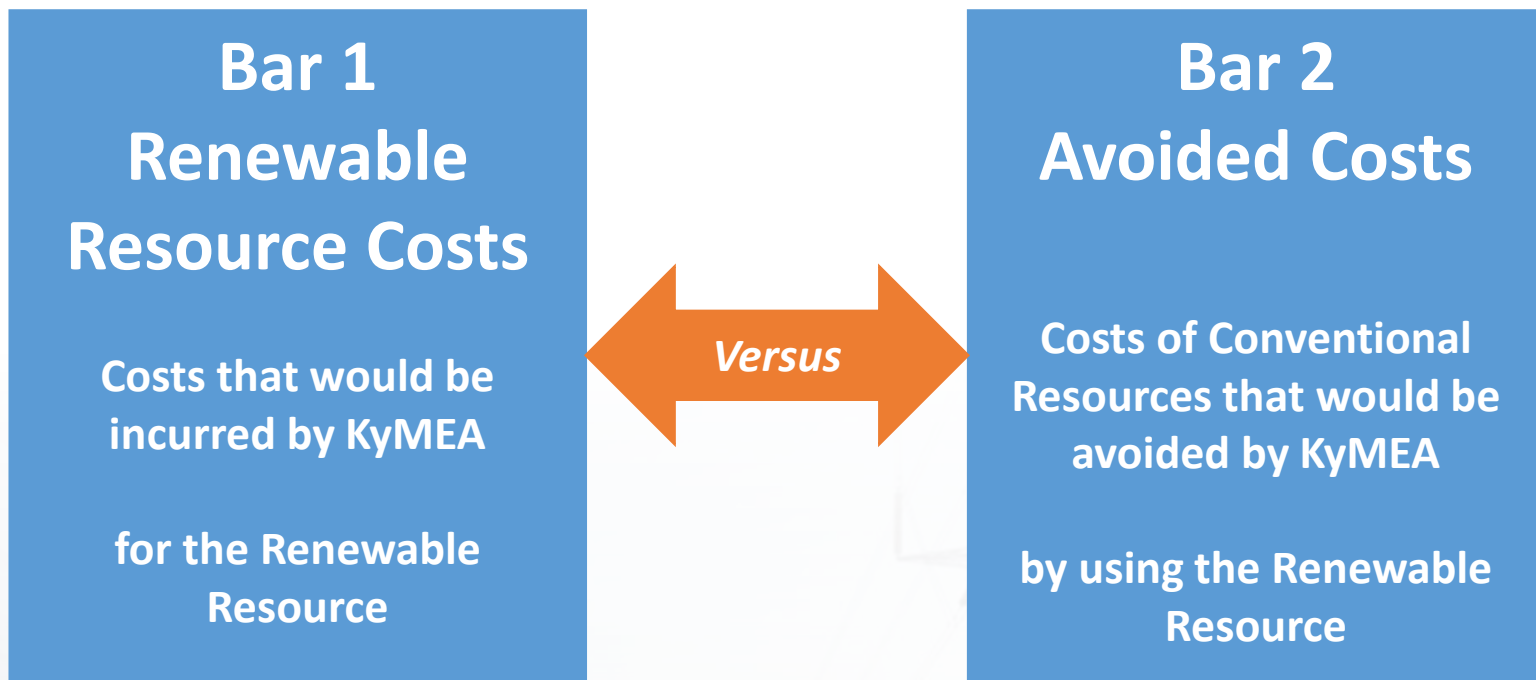 Bar 1
Renewable
Resource Costs
Costs that would be
incurred by KyMEA
for the Renewable
Resource
Versus
Bar 2
Avoided Costs
Costs of Conventional
Resources that would be
avoided by KyMEA
by using the Renewable
Resource